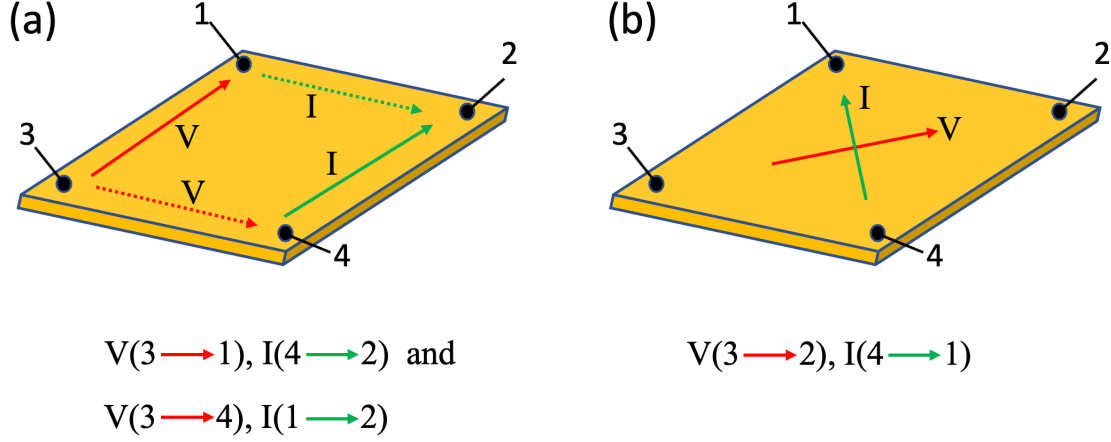 (a)
(b)
1
2
3
4
V
I
V
I
1
2
3
4
I
V
V(3 → 1), I(4 → 2) and
V(3 → 4), I(1 → 2)
V(3 → 2), I(4 → 1)